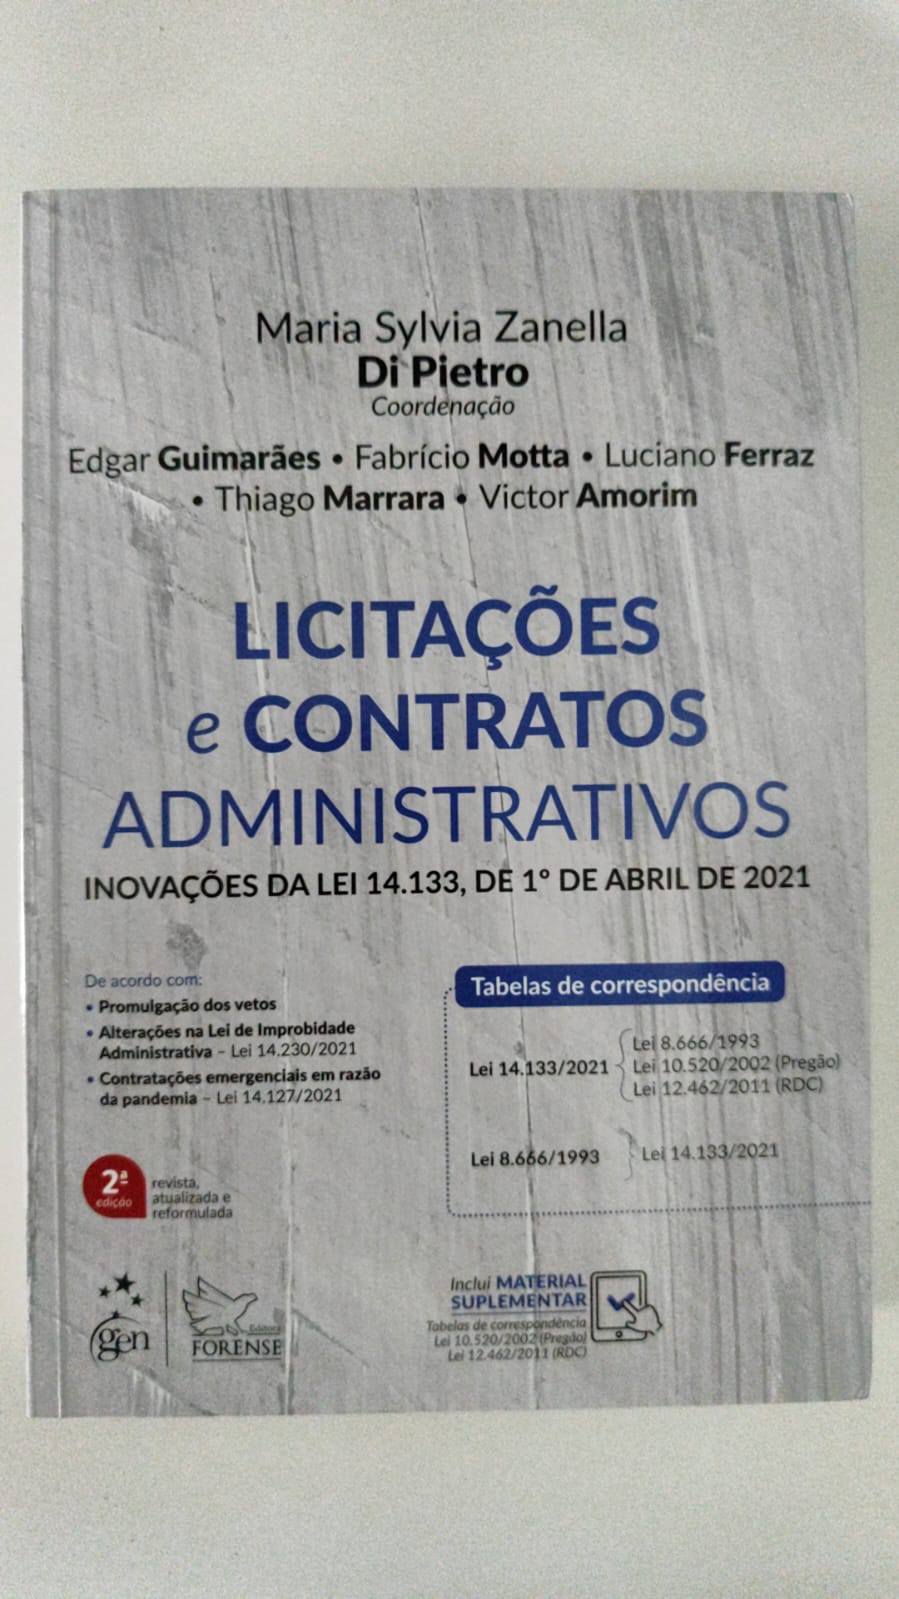 Maria Sylvia Zanella
Di Pietro
Coordenação
Edgar Guimarães • Fabrício Motta • Luciano Ferraz
• Thiago Marrara • Victor Amorim
LICITAÇÕES
e CONTRATOS
ADMINISTRATIVOS
INOVAÇÕES DA LEI 14.133, DE 1º DE ABRIL DE 2021
De acordo com:
• Promulgação dos vetos
• Alterações na Lei de Improbidade
Administrativa – Lei 14.230/2021
• Contratações emergenciais em razão
da pandemia – Lei 14.127/2021
Tabelas de correspondência
Lei 14.133/2021
Lei 8.666/1993
Lei 10.520/2002 (Pregão)
Lei 12.462/2011 (RDC)
Lei 8.666/1993
Lei 14.133/2021
2ª
edição
revista,
atualizada e
reformulada
gen
Editora
FORENSE
Inclui MATERIAL
SUPLEMENTAR
Tabelas de correspondência
Lei 10.520/2002 (Pregão)
Lei 12.462/2011 (RDC)